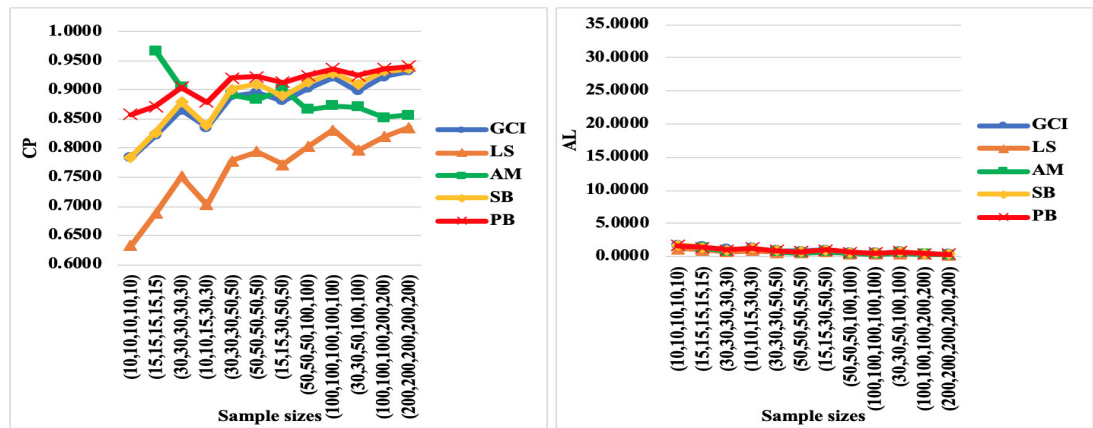 1.0000
0.9500
0.9000
0.8500
0.8000
0.7500
0.7000
0.6500
0.6000
CP
(10,10,10,10)
(15,15,15,15)
(30,30,30,30)
(10,10,15,30,30)
(30,30,30,50,50)
(50,50,50,50)
(15,15,30,50,50)
(50,50,50,100,100)
(100,100,100,100)
(30,30,50,100,100)
(100,100,100,200,200)
(200,200,200,200)
Sample sizes
GCI
LS
AM
SB
PB
35.0000
30.0000
25.0000
20.0000
15.0000
10.0000
5.0000
0.0000
AL
(10,10,10,10,10)
(15,15,15,15,15)
(30,30,30,30,30)
(10,10,15,30,30)
(30,30,30,50,50)
(50,50,50,50,50)
(15,15,30,50,50)
(50,50,50,100,100)
(100,100,100,100,100)
(30,30,50,100,100)
(100,100,100,200,200)
(200,200,200,200,200)
Sample sizes
GCI
LS
AM
SB
PB